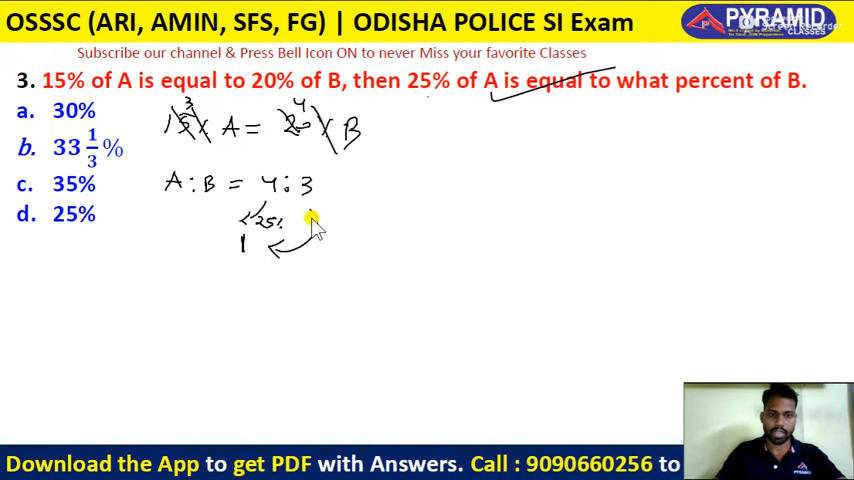 OSSSC (ARI, AMIN, SFS, FG) | ODISHA POLICE SI Exam
PYRAMID
CLASSES
Subscribe our channel & Press Bell Icon ON to never Miss your favorite Classes
3. 15% of A is equal to 20% of B, then 25% of A is equal to what percent of B.
a. 30%
b. 33 1/3 %
c. 35%
d. 25%
3 4
15% A = 20% B
A : B = 4 : 3
25%
1
PYRAMID
Download the App to get PDF with Answers. Call : 9090660256 to